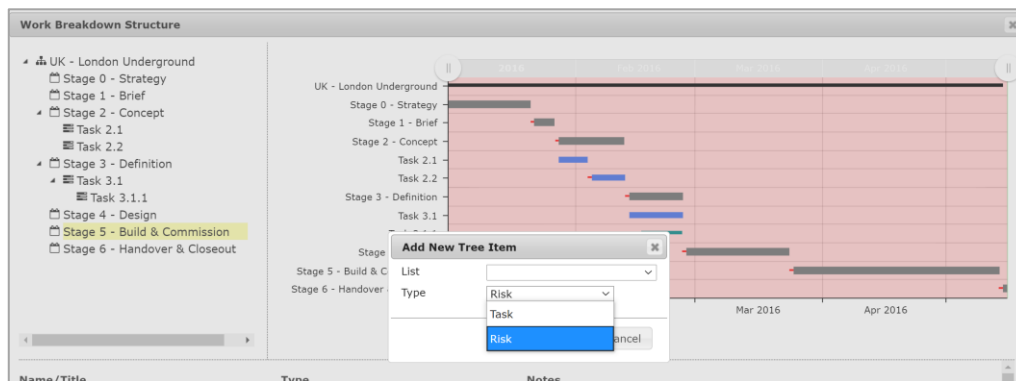 Work Breakdown Structure
UK - London Underground
Stage 0 - Strategy
Stage 1 - Brief
Stage 2 - Concept
Task 2.1
Task 2.2
Stage 3 - Definition
Task 3.1
Task 3.1.1
Stage 4 - Design
Stage 5 - Build & Commission
Stage 6 - Handover & Closeout
2016 Feb 2016 Mar 2016 Apr 2016
UK - London Underground
Stage 0 - Strategy
Stage 1 - Brief
Stage 2 - Concept
Task 2.1
Task 2.2
Stage 3 - Definition
Task 3.1
Stage
Stage 5 - Build & C
Stage 6 - Handover
Mar 2016 Apr 2016
Add New Tree Item
List
Type Risk
Task
Risk
ancel
Name/Title Type Notes